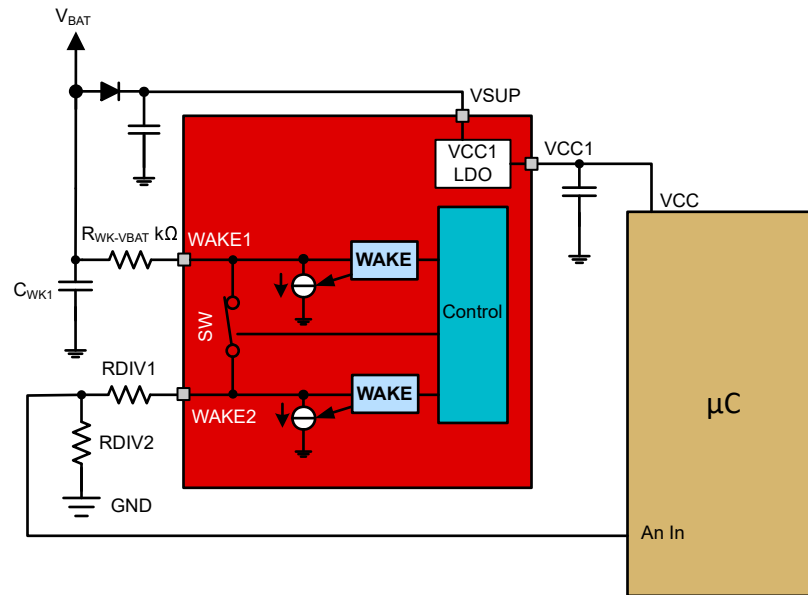 VBAT
VSUP
VCC1
LDO
VCC1
VCC
RWK-VBAT kΩ
WAKE1
WAKE
CWK1
SW
Control
RDIV1
WAKE2
WAKE
µC
RDIV2
GND
An In